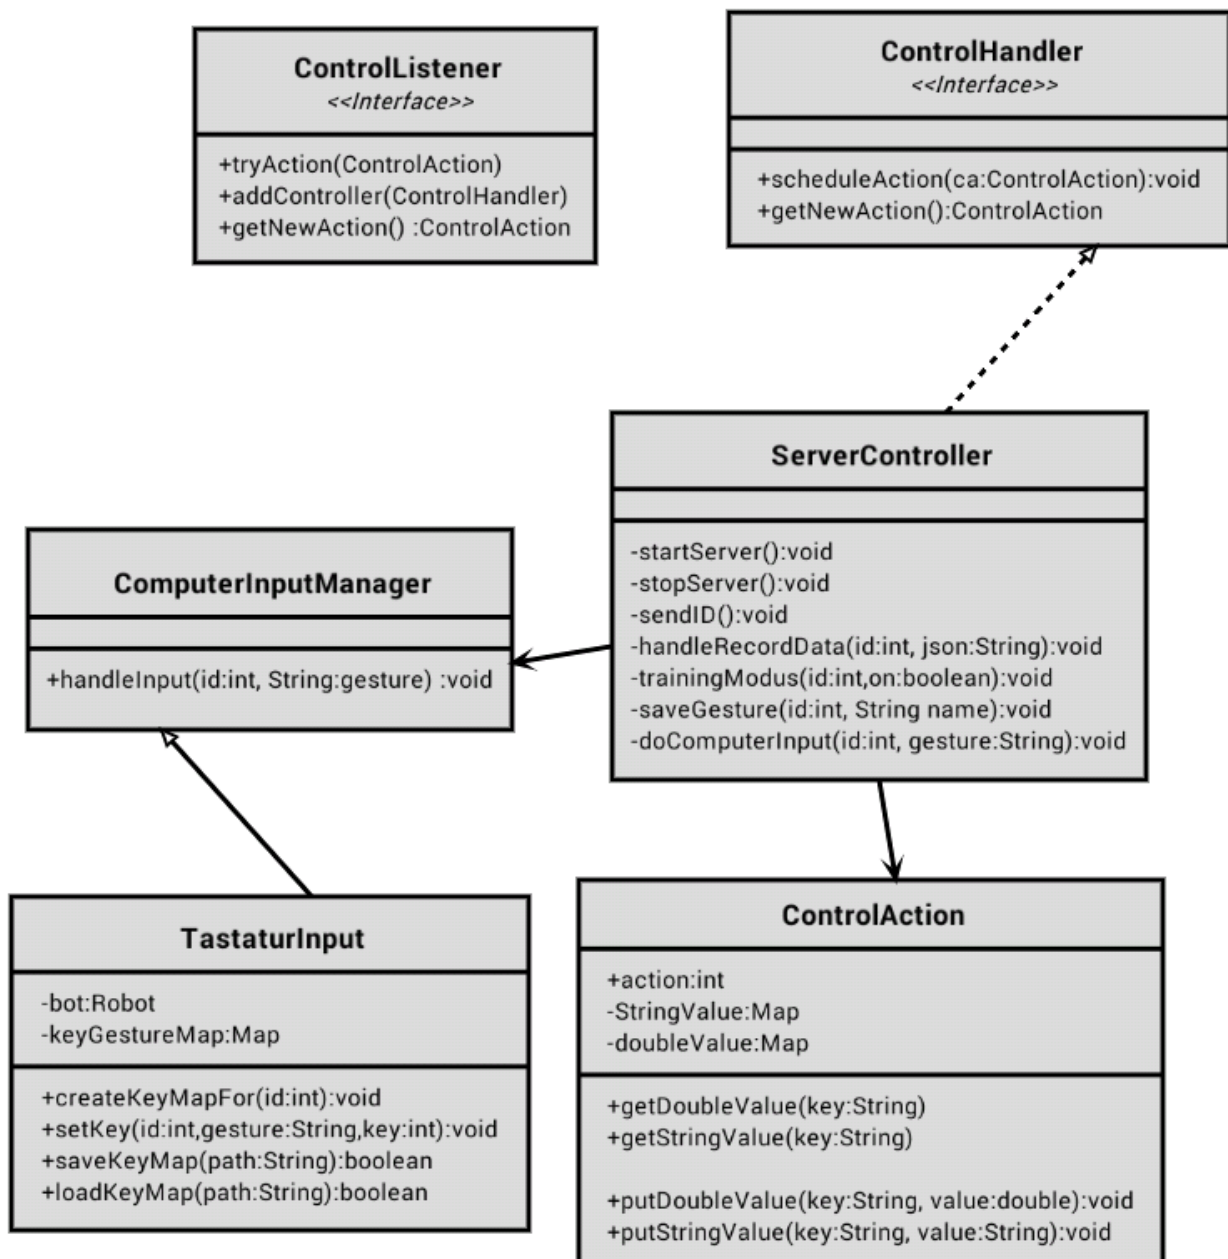 ControlListener
<<Interface>>
+tryAction(ControlAction)
+addController(ControlHandler)
+getNewAction() :ControlAction
ControlHandler
<<Interface>>
+scheduleAction(ca:ControlAction):void
+getNewAction():ControlAction
ServerController
-startServer():void
-stopServer():void
-sendID():void
-handleRecordData(id:int, json:String):void
-trainingModus(id:int,on:boolean):void
-saveGesture(id:int, String name):void
-doComputerInput(id:int, gesture:String):void
ComputerInputManager
+handleInput(id:int, String:gesture) :void
TastaturInput
-bot:Robot
-keyGestureMap:Map
+createKeyMapFor(id:int):void
+setKey(id:int,gesture:String,key:int):void
+saveKeyMap(path:String):boolean
+loadKeyMap(path:String):boolean
ControlAction
+action:int
-StringValue:Map
-doubleValue:Map
+getDoubleValue(key:String)
+getStringValue(key:String)
+putDoubleValue(key:String, value:double):void
+putStringValue(key:String, value:String):void